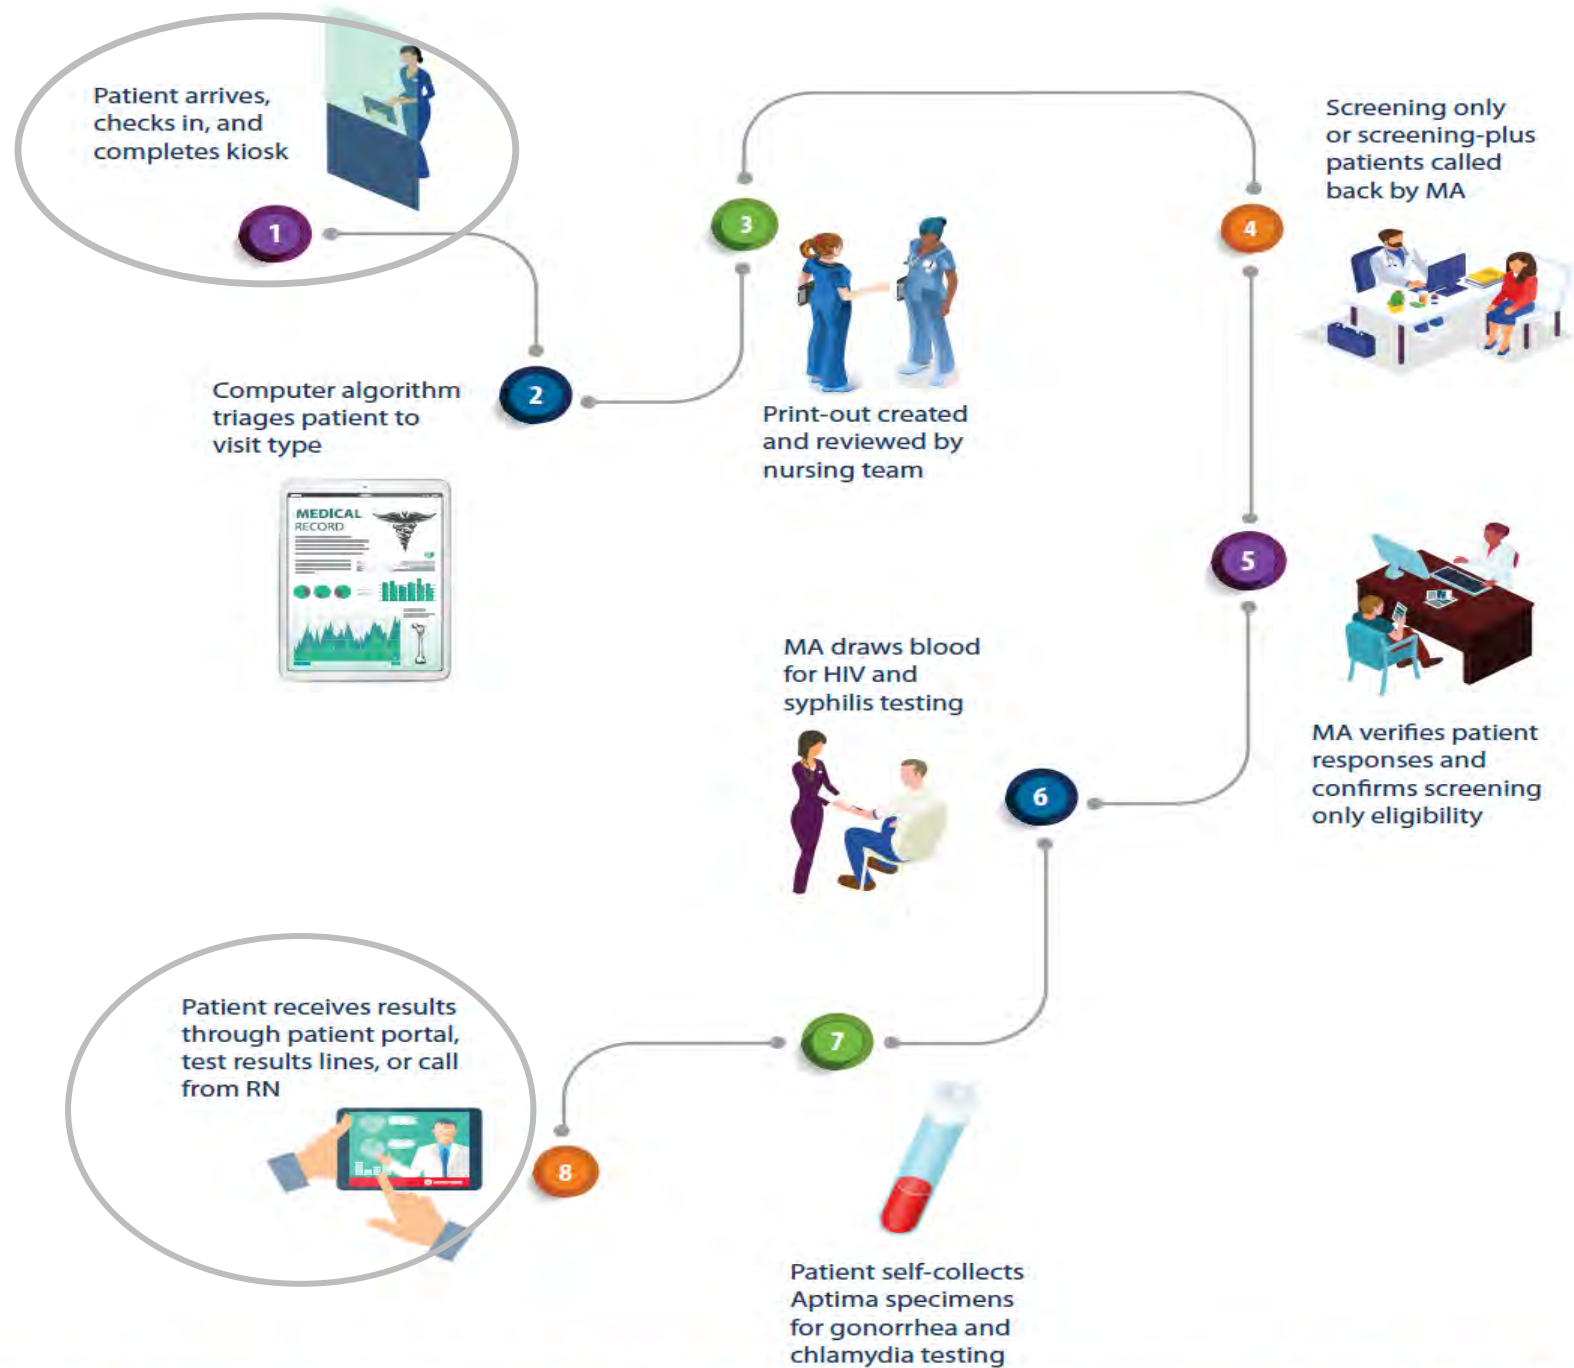 Patient arrives,
checks in, and
completes kiosk
1
Computer algorithm
triages patient to
visit type
2
MEDICAL
RECORD
3
Print-out created
and reviewed by
nursing team
Screening only
or screening-plus
patients called
back by MA
4
5
MA verifies patient
responses and
confirms screening
only eligibility
MA draws blood
for HIV and
syphilis testing
6
7
Patient self-collects
Aptima specimens
for gonorrhea and
chlamydia testing
Patient receives results
through patient portal,
test results lines, or call
from RN
8